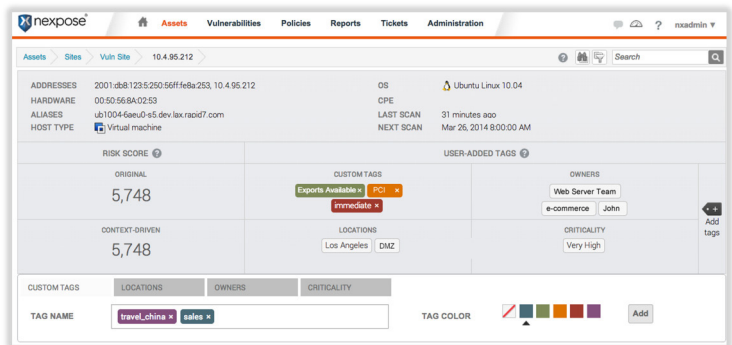 nexpose®
Assets Vulnerabilities Policies Reports Tickets Administration
? nxadmin ▼
Assets Sites Vuln Site 10.4.95.212
? Search
ADDRESSES 2001:db8:123:5:250:56ff:fe8a:253, 10.4.95.212
OS Ubuntu Linux 10.04
HARDWARE 00:50:56:8A:02:53
CPE
ALIASES ub1004-6aeu0-s5.dev.lax.rapid7.com
LAST SCAN 31 minutes ago
HOST TYPE Virtual machine
NEXT SCAN Mar 26, 2014 8:00:00 AM
RISK SCORE ?
USER-ADDED TAGS ?
ORIGINAL
5,748
CUSTOM TAGS
Exports Available × PCI ×
immediate ×
OWNERS
Web Server Team
e-commerce John
CONTEXT-DRIVEN
5,748
LOCATIONS
Los Angeles DMZ
CRITICALITY
Very High
+
Add
tags
CUSTOM TAGS LOCATIONS OWNERS CRITICALITY
TAG NAME travel_china × sales × TAG COLOR Add